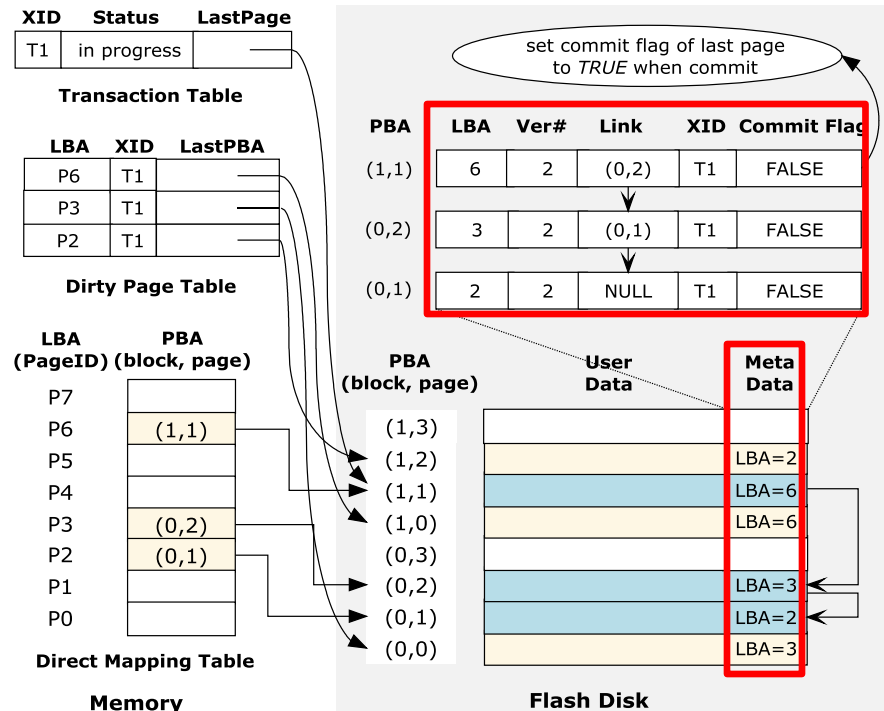 XID Status LastPage
T1 in progress
Transaction Table
LBA XID LastPBA
P6 T1
P3 T1
P2 T1
Dirty Page Table
LBA (PageID) PBA (block, page)
P7
P6 (1,1)
P5
P4
P3 (0,2)
P2 (0,1)
P1
P0
Direct Mapping Table
Memory
set commit flag of last page
to TRUE when commit
PBA LBA Ver# Link XID Commit Flag
(1,1) 6 2 (0,2) T1 FALSE
(0,2) 3 2 (0,1) T1 FALSE
(0,1) 2 2 NULL T1 FALSE
PBA User Meta
(block, page) Data Data
(1,3)
(1,2) LBA=2
(1,1) LBA=6
(1,0) LBA=6
(0,3)
(0,2) LBA=3
(0,1) LBA=2
(0,0) LBA=3
Flash Disk